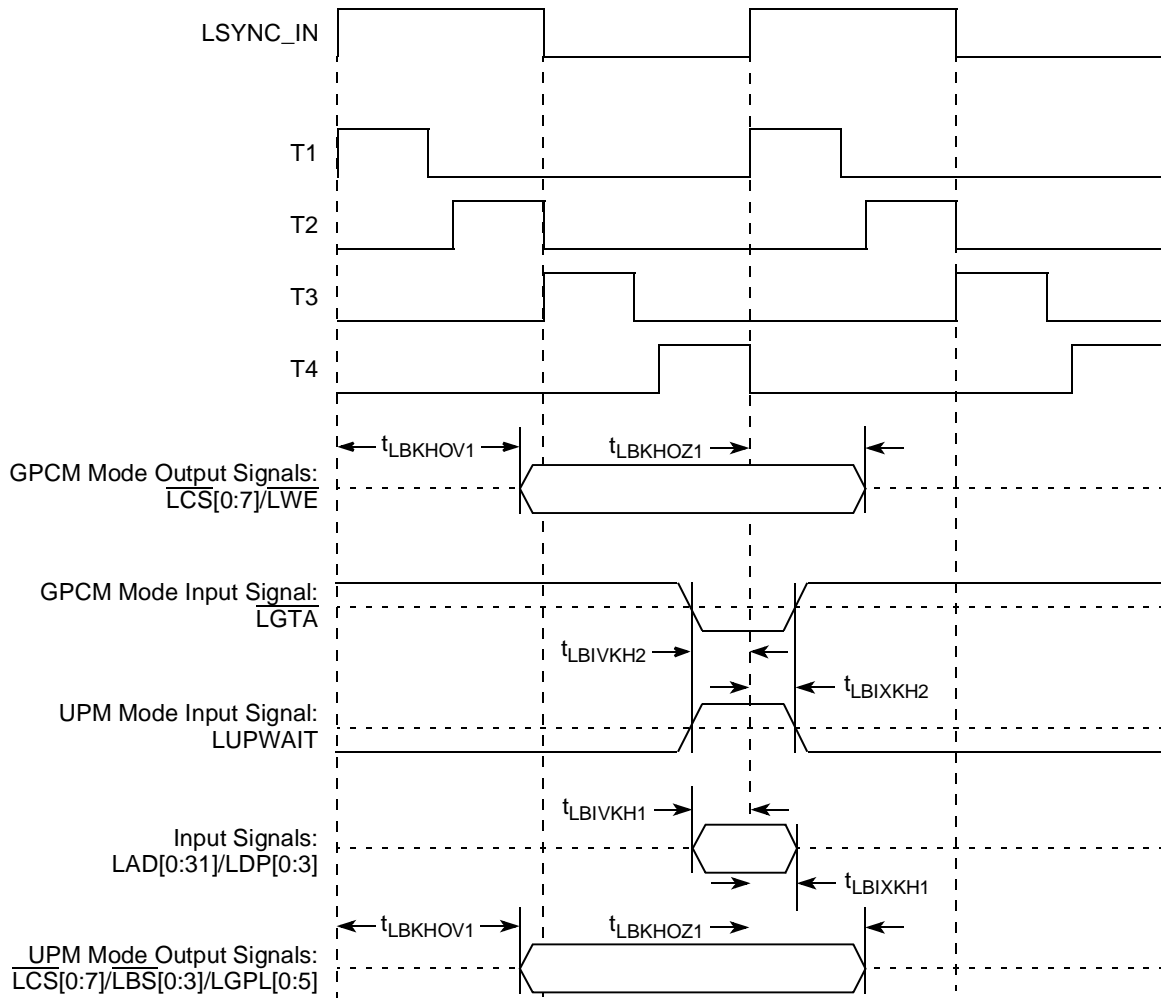 LSYNC_IN
T1
T2
T3
T4
tLBKHOV1
tLBKHOZ1
GPCM Mode Output Signals:
LCS[0:7]/LWE
GPCM Mode Input Signal:
LGTA
tLBIVKH2
tLBIXKH2
UPM Mode Input Signal:
LUPWAIT
tLBIVKH1
Input Signals:
LAD[0:31]/LDP[0:3]
tLBIXKH1
tLBKHOV1
tLBKHOZ1
UPM Mode Output Signals:
LCS[0:7]/LBS[0:3]/LGPL[0:5]